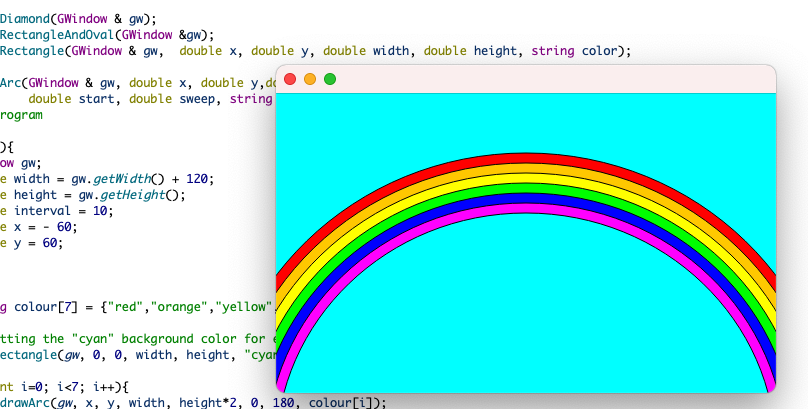 Diamond(GWindow & gw);
RectangleAndOval(GWindow &gw);
Rectangle(GWindow & gw,  double x, double y, double width, double height, string color);
Arc(GWindow & gw, double x, double y,
double start, double sweep, string
rogram
){
ow gw;
e width = gw.getWidth() + 120;
e height = gw.getHeight();
e interval = 10;
e x = - 60;
e y = 60;
g colour[7] = {"red","orange","yellow"
tting the "cyan" background color for
ectangle(gw, 0, 0, width, height, "cya
nt i=0; i<7; i++){
drawArc(gw, x, y, width, height*2, 0, 180, colour[i]);